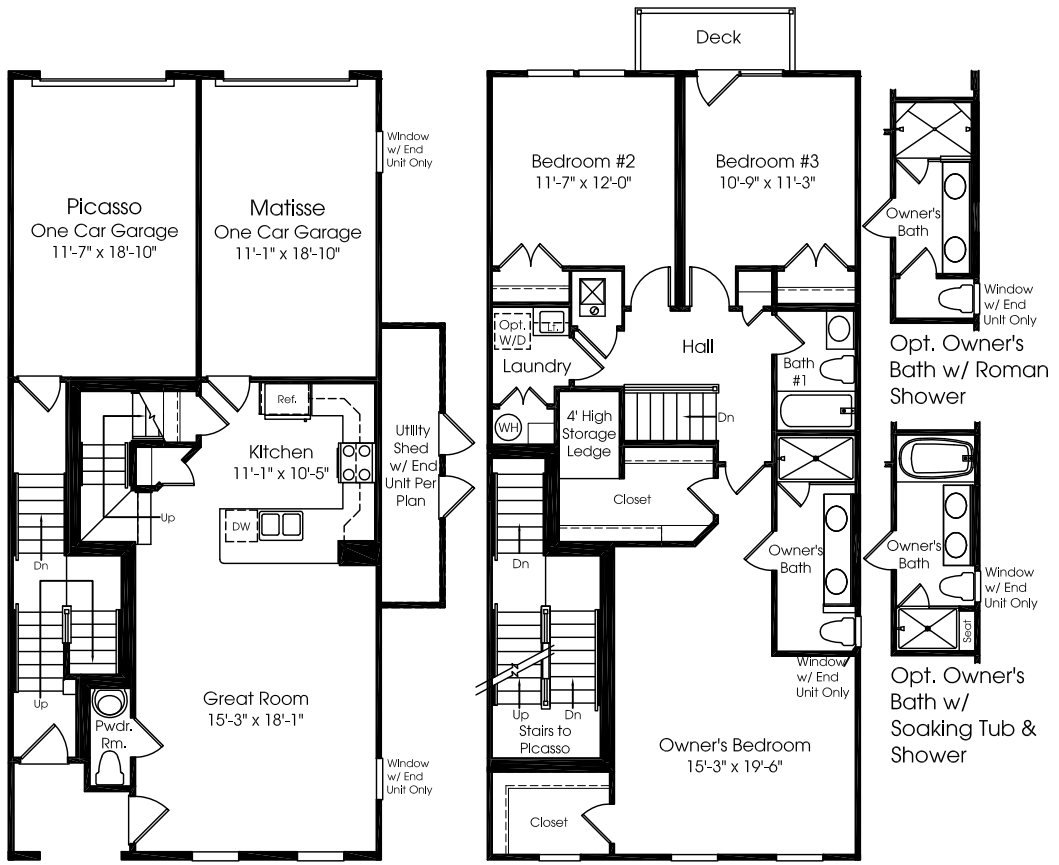 Deck
Picasso
One Car Garage
11'-7" x 18'-10"
Matisse
One Car Garage
11'-1" x 18'-10"
Window
w/ End
Unit Only
Ref.
Kitchen
11'-1" x 10'-5"
DW
Utility
Shed
w/ End
Unit Per
Plan
Up
Dn
Up
Pwdr.
Rm.
Great Room
15'-3" x 18'-1"
Window
w/ End
Unit Only
Bedroom #2
11'-7" x 12'-0"
Bedroom #3
10'-9" x 11'-3"
Opt.
W/D
Lt.
Laundry
WH
Hall
Bath
#1
4' High
Storage
Ledge
Dn
Closet
Dn
Owner's
Bath
Window
w/ End
Unit Only
Up
Dn
Stairs to
Picasso
Owner's Bedroom
15'-3" x 19'-6"
Closet
Owner's
Bath
Window
w/ End
Unit Only
Opt. Owner's
Bath w/ Roman
Shower
Owner's
Bath
Window
w/ End
Unit Only
Seat
Opt. Owner's
Bath w/
Soaking Tub &
Shower